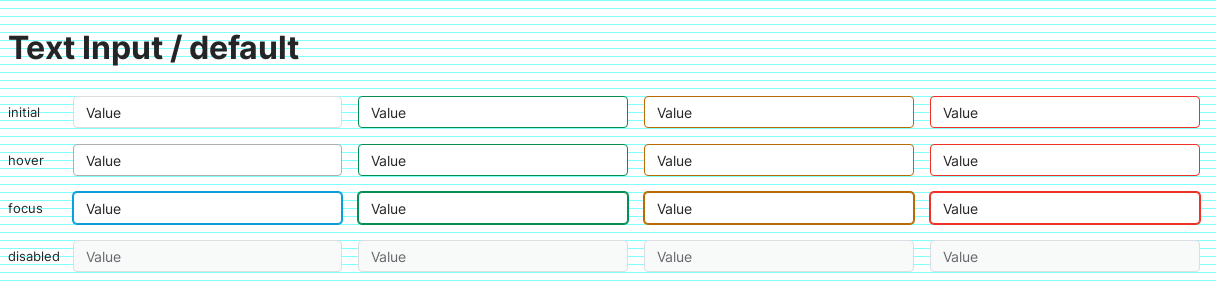 Text Input / default
initial Value Value Value Value
hover Value Value Value Value
focus Value Value Value Value
disabled Value Value Value Value